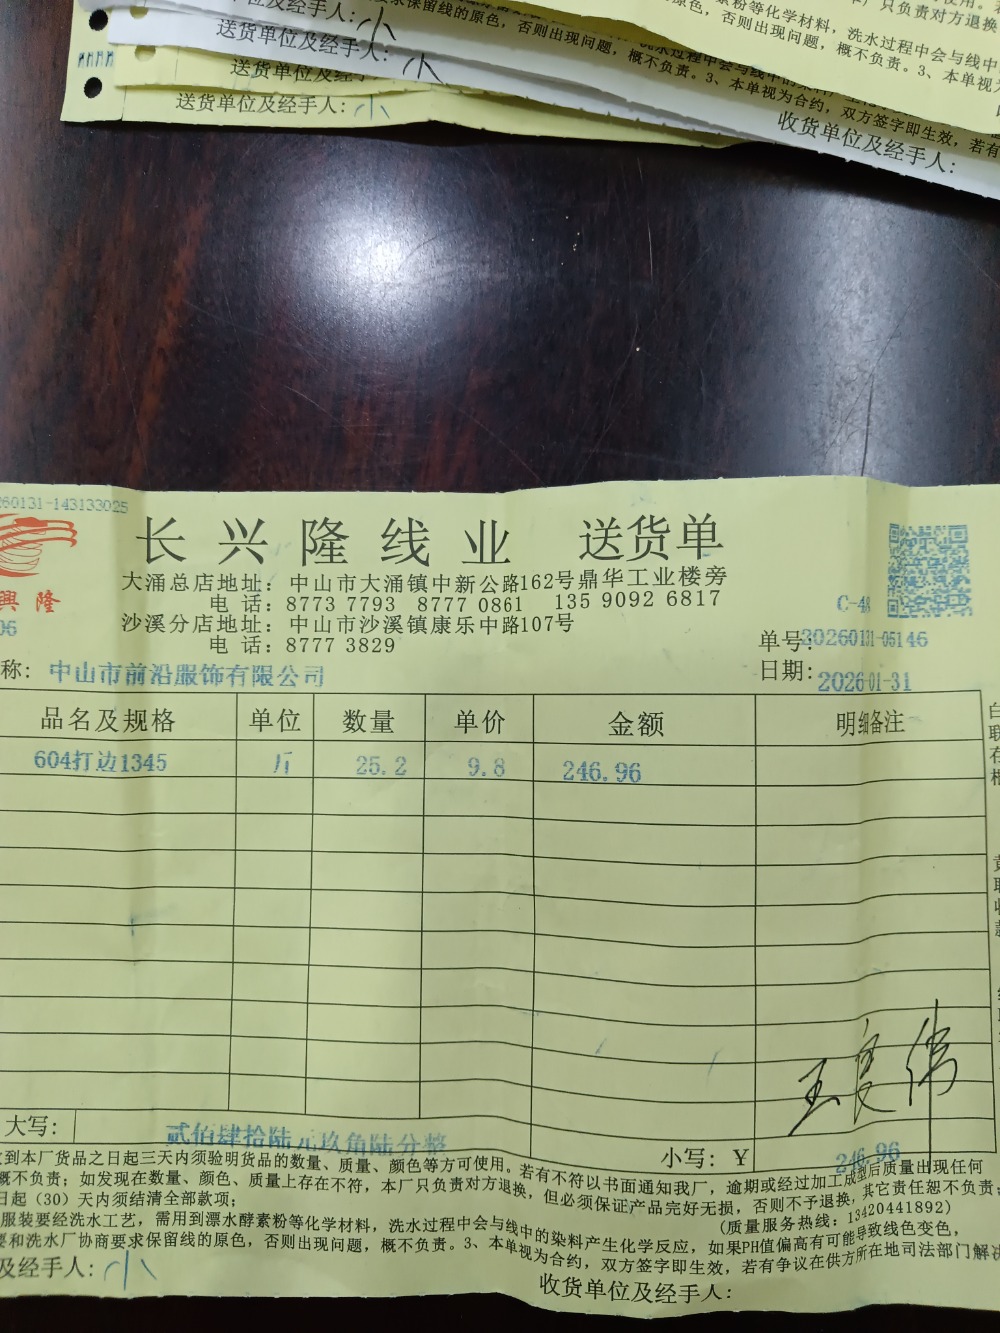 单位及经手人: 小
送货单位及经手人: 小
送货单位及经手
送货单位及经手人: 小
收货单位及经手人:
260131-143133025
長興隆线业 送货单
興隆
大涌总店地址: 中山市大涌镇中新公路162号鼎华工业楼旁
电 话: 8773 7793 8777 0861 135 9092 6817
沙溪分店地址: 中山市沙溪镇康乐中路107号
电 话: 8777 3829
C-48
06
单号: 20260131-05146
称: 中山市前沿服饰有限公司
日期: 2026-01-31
品名及规格 单位 数量 单价 金额 明细备注
604打边1345 斤 25.2 9.8 246.96
大写: 贰佰肆拾陆元玖角陆分整
小写: ¥ 246.96
到本厂货品之日起三天内须验明货品的数量、质量、颜色等方可使用。若有不符以书面通知我厂，逾期或经过加工成型后质量出现任何
概不负责；如发现在数量、颜色、质量上存在不符，本厂只负责对方退换，但必须保证产品完好无损，否则不予退换，其它责任恕不负责；
日起（30）天内须结清全部款项；
(质量服务热线: 13420441892)
服装要经洗水工艺，需用到漂水酵素粉等化学材料，洗水过程中会与线中的染料产生化学反应，如果PH值偏高有可能导致线色变色，
要和洗水厂协商要求保留线的原色，否则出现问题，概不负责。3、本单视为合约，双方签字即生效，若有争议在供方所在地司法部门解决
及经手人: 小
收货单位及经手人: